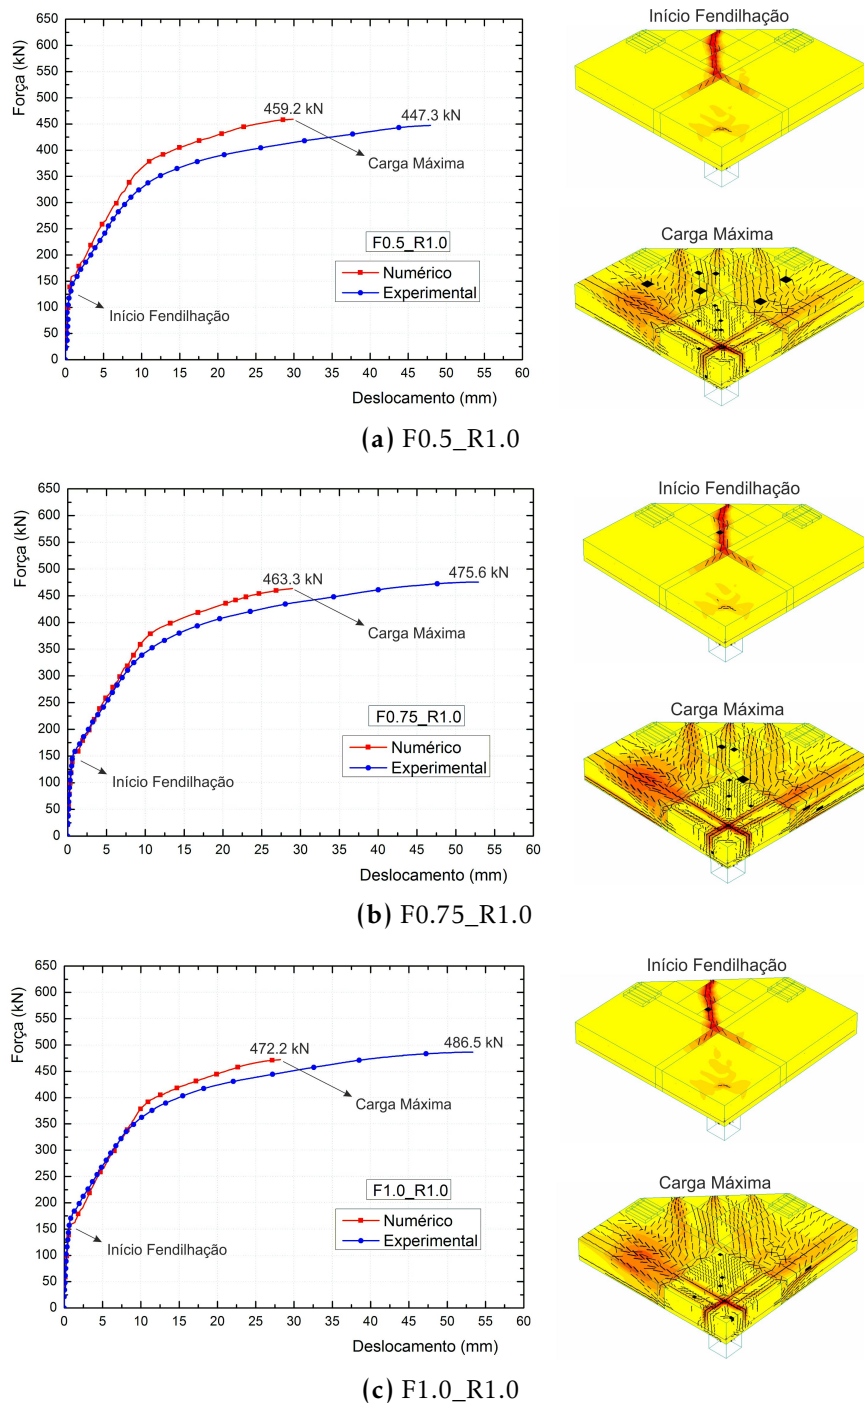 Força (kN)
650
600
550
500
450
400
350
300
250
200
150
100
50
0
459.2 kN
447.3 kN
Carga Máxima
F0.5_R1.0
Numérico
Experimental
Início Fendilhação
0 5 10 15 20 25 30 35 40 45 50 55 60
Deslocamento (mm)
Início Fendilhação
Carga Máxima
(a) F0.5_R1.0
Força (kN)
650
600
550
500
450
400
350
300
250
200
150
100
50
0
463.3 kN
475.6 kN
Carga Máxima
F0.75_R1.0
Numérico
Experimental
Início Fendilhação
0 5 10 15 20 25 30 35 40 45 50 55 60
Deslocamento (mm)
Início Fendilhação
Carga Máxima
(b) F0.75_R1.0
Força (kN)
650
600
550
500
450
400
350
300
250
200
150
100
50
0
472.2 kN
486.5 kN
Carga Máxima
F1.0_R1.0
Numérico
Experimental
Início Fendilhação
0 5 10 15 20 25 30 35 40 45 50 55 60
Deslocamento (mm)
Início Fendilhação
Carga Máxima
(c) F1.0_R1.0